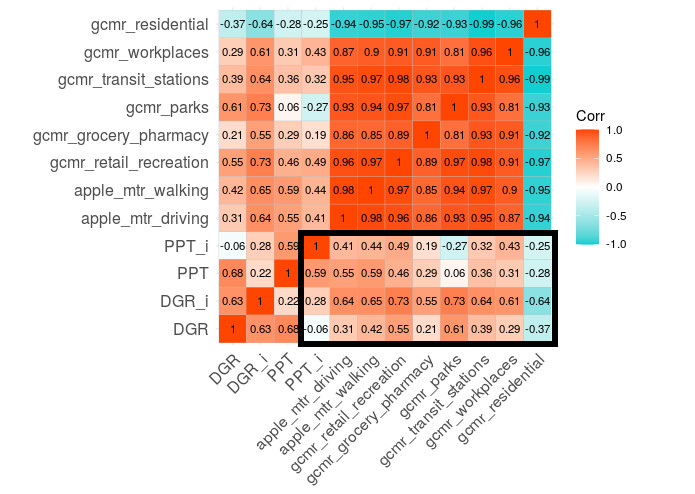 gcmr_residential -0.37 -0.64 -0.28 -0.25 -0.94 -0.95 -0.97 -0.92 -0.93 -0.99 -0.96 1
gcmr_workplaces 0.29 0.61 0.31 0.43 0.87 0.9 0.91 0.91 0.81 0.96 1 -0.96
gcmr_transit_stations 0.39 0.64 0.36 0.32 0.95 0.97 0.98 0.93 0.93 1 0.96 -0.99
gcmr_parks 0.61 0.73 0.06 -0.27 0.93 0.94 0.97 0.81 1 0.93 0.81 -0.93
gcmr_grocery_pharmacy 0.21 0.55 0.29 0.19 0.86 0.85 0.89 1 0.81 0.93 0.91 -0.92
gcmr_retail_recreation 0.55 0.73 0.46 0.49 0.96 0.97 1 0.89 0.97 0.98 0.91 -0.97
apple_mtr_walking 0.42 0.65 0.59 0.44 0.98 1 0.97 0.85 0.94 0.97 0.9 -0.95
apple_mtr_driving 0.31 0.64 0.55 0.41 1 0.98 0.96 0.86 0.93 0.95 0.87 -0.94
PPT_i -0.06 0.28 0.59 1 0.41 0.44 0.49 0.19 -0.27 0.32 0.43 -0.25
PPT 0.68 0.22 1 0.59 0.55 0.59 0.46 0.29 0.06 0.36 0.31 -0.28
DGR_i 0.63 1 0.22 0.28 0.64 0.65 0.73 0.55 0.73 0.64 0.61 -0.64
DGR 1 0.63 0.68 -0.06 0.31 0.42 0.55 0.21 0.61 0.39 0.29 -0.37
DGR
DGR_i
PPT
PPT_i
apple_mtr_driving
apple_mtr_walking
gcmr_retail_recreation
gcmr_grocery_pharmacy
gcmr_parks
gcmr_transit_stations
gcmr_workplaces
gcmr_residential
Corr
1.0
0.5
0.0
-0.5
-1.0